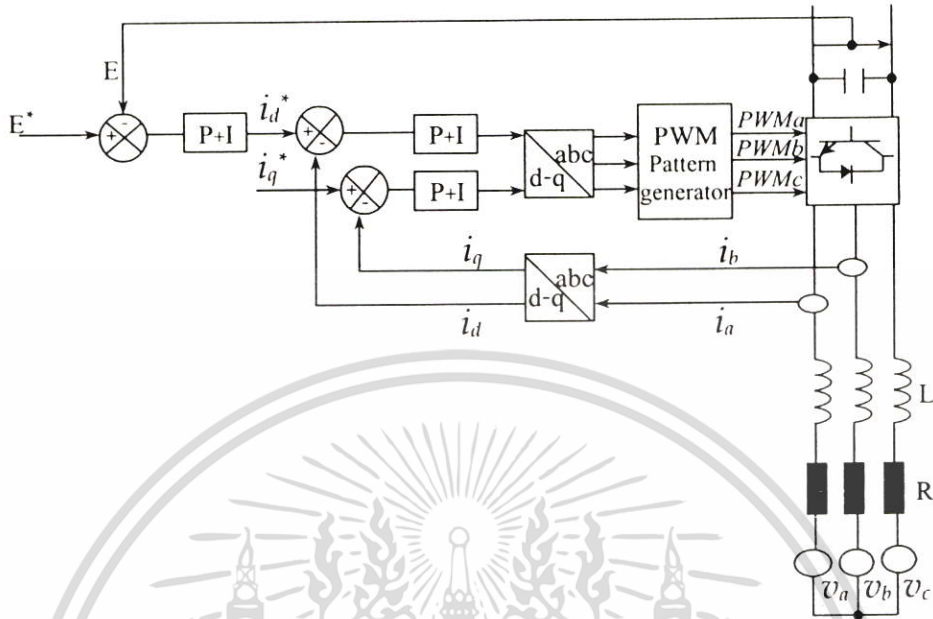 E
E*
P+I
i_d*
P+I
abc
d-q
PWM
Pattern
generator
PWMa
PWMb
PWMc
i_q*
P+I
i_q
abc
d-q
i_b
i_d
i_a
L
R
v_a
v_b
v_c